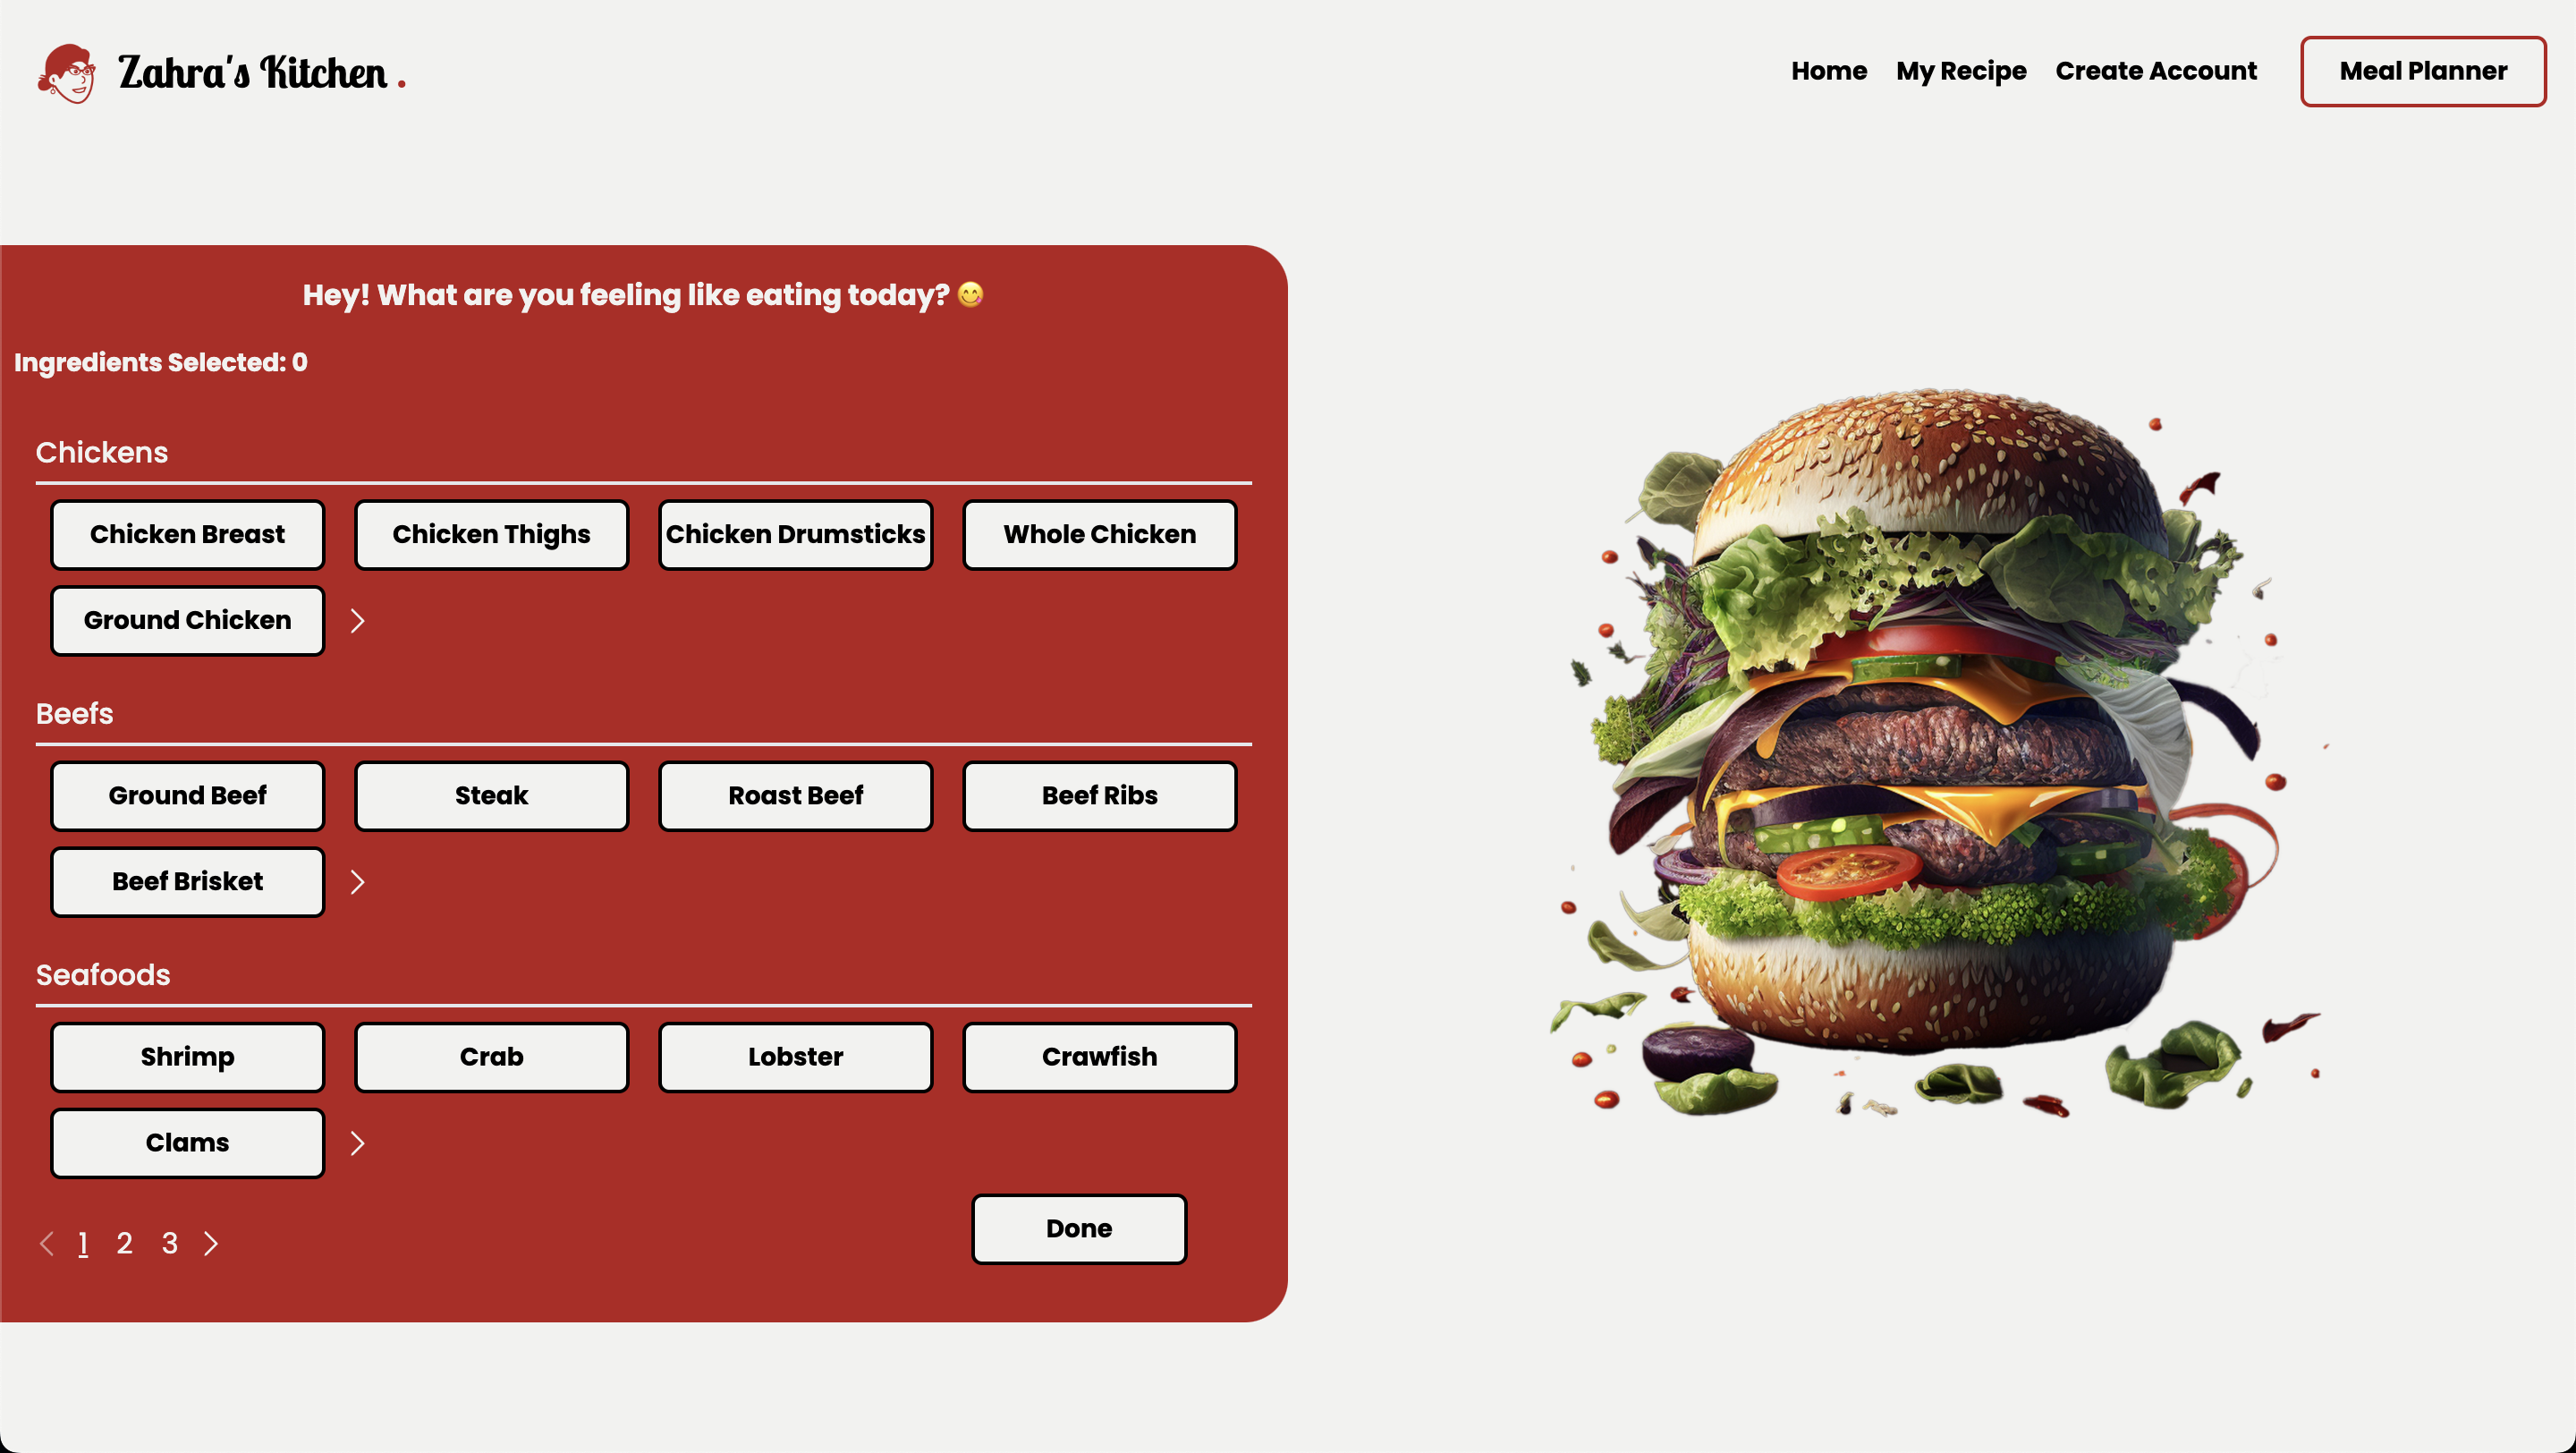 Zahra's Kitchen .
Home My Recipe Create Account Meal Planner
Hey! What are you feeling like eating today? 😋
Ingredients Selected: 0
Chickens
Chicken Breast Chicken Thighs Chicken Drumsticks Whole Chicken
Ground Chicken
Beefs
Ground Beef Steak Roast Beef Beef Ribs
Beef Brisket
Seafoods
Shrimp Crab Lobster Crawfish
Clams
Done
1 2 3